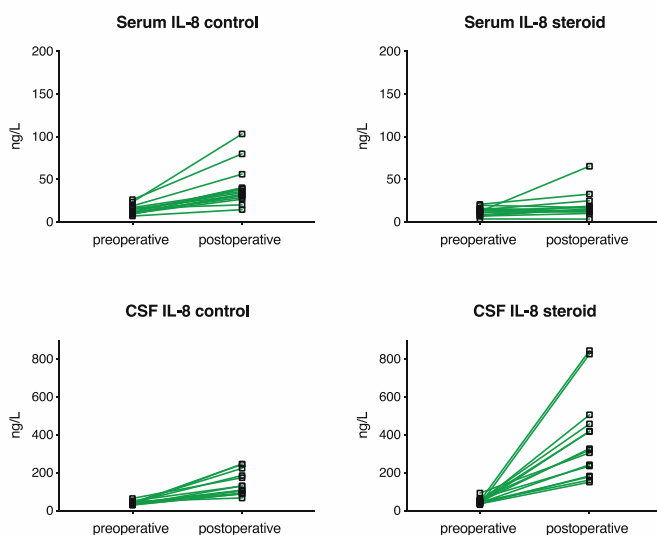 Serum IL-8 control
200
150
100
50
0
ng/L
preoperative postoperative
Serum IL-8 steroid
200
150
100
50
0
ng/L
preoperative postoperative
CSF IL-8 control
800
600
400
200
0
ng/L
preoperative postoperative
CSF IL-8 steroid
800
600
400
200
0
ng/L
preoperative postoperative